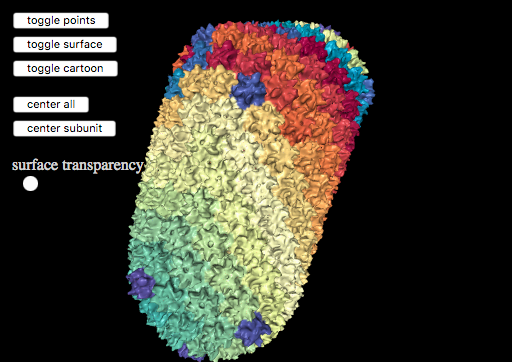 toggle points
toggle surface
toggle cartoon
center all
center subunit
surface transparency